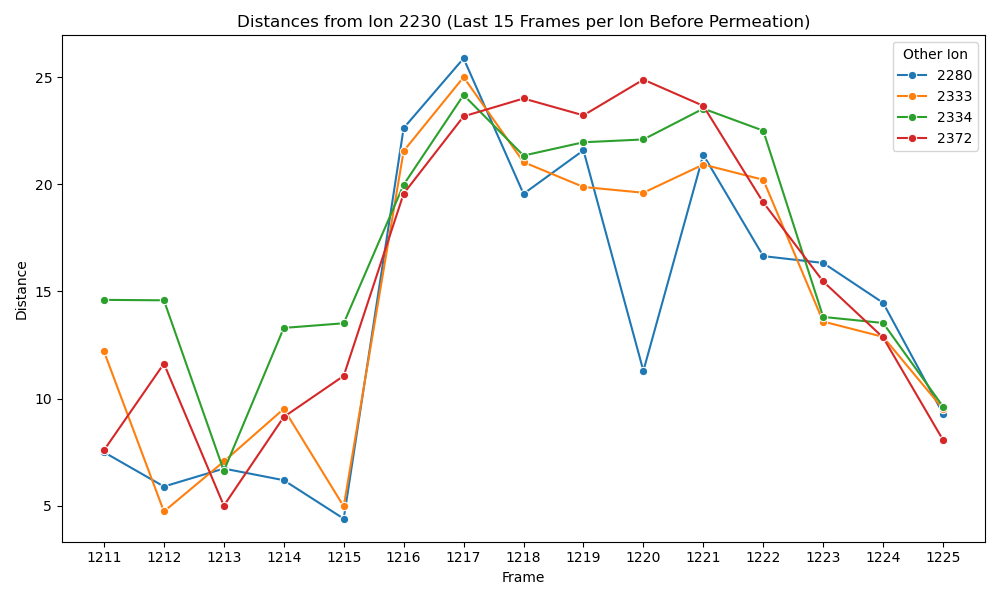 Distances from Ion 2230 (Last 15 Frames per Ion Before Permeation)
Other Ion
2280
2333
2334
2372
Distance
25
20
15
10
5
1211 1212 1213 1214 1215 1216 1217 1218 1219 1220 1221 1222 1223 1224 1225
Frame